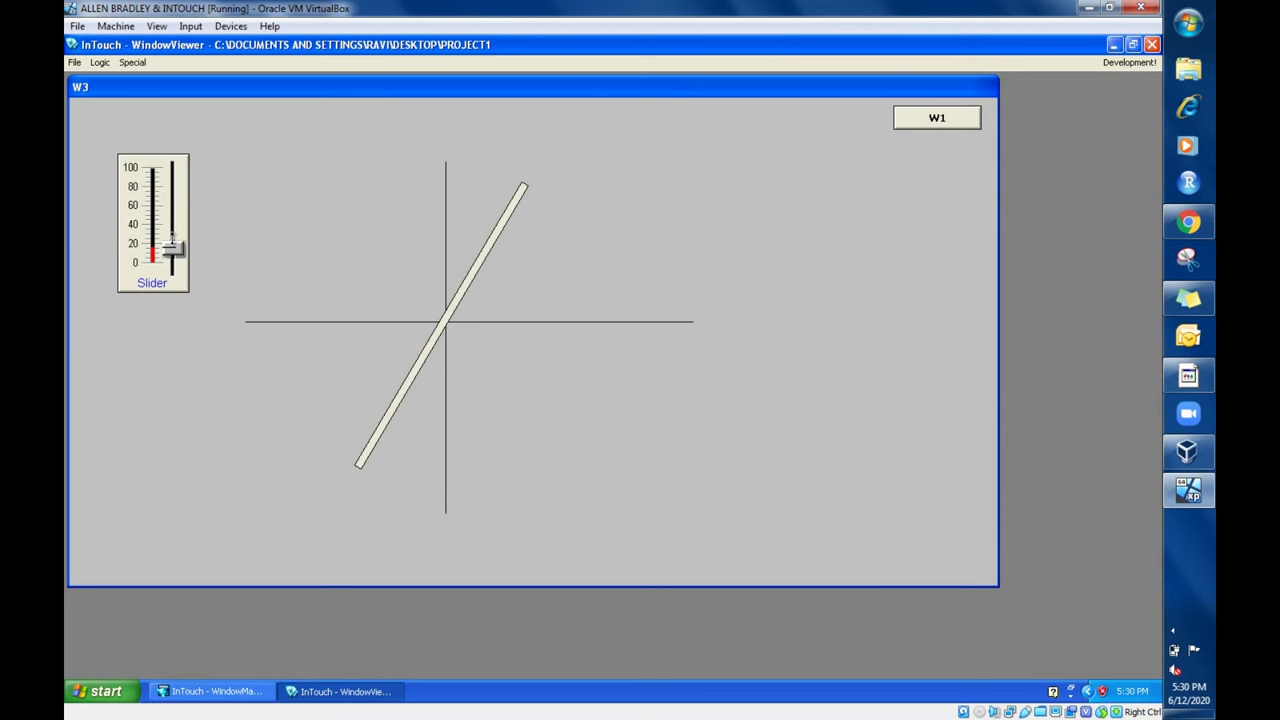 ALLEN BRADLEY & INTOUCH [Running] - Oracle VM VirtualBox
File Machine View Input Devices Help
InTouch - WindowViewer - C:\DOCUMENTS AND SETTINGS\RAVI\DESKTOP\PROJECT1
File Logic Special Development!
W3
W1
100
80
60
40
20
0
Slider
start InTouch - WindowMa... InTouch - WindowVie... 5:30 PM
Right Ctrl
64
xp
5:30 PM
6/12/2020